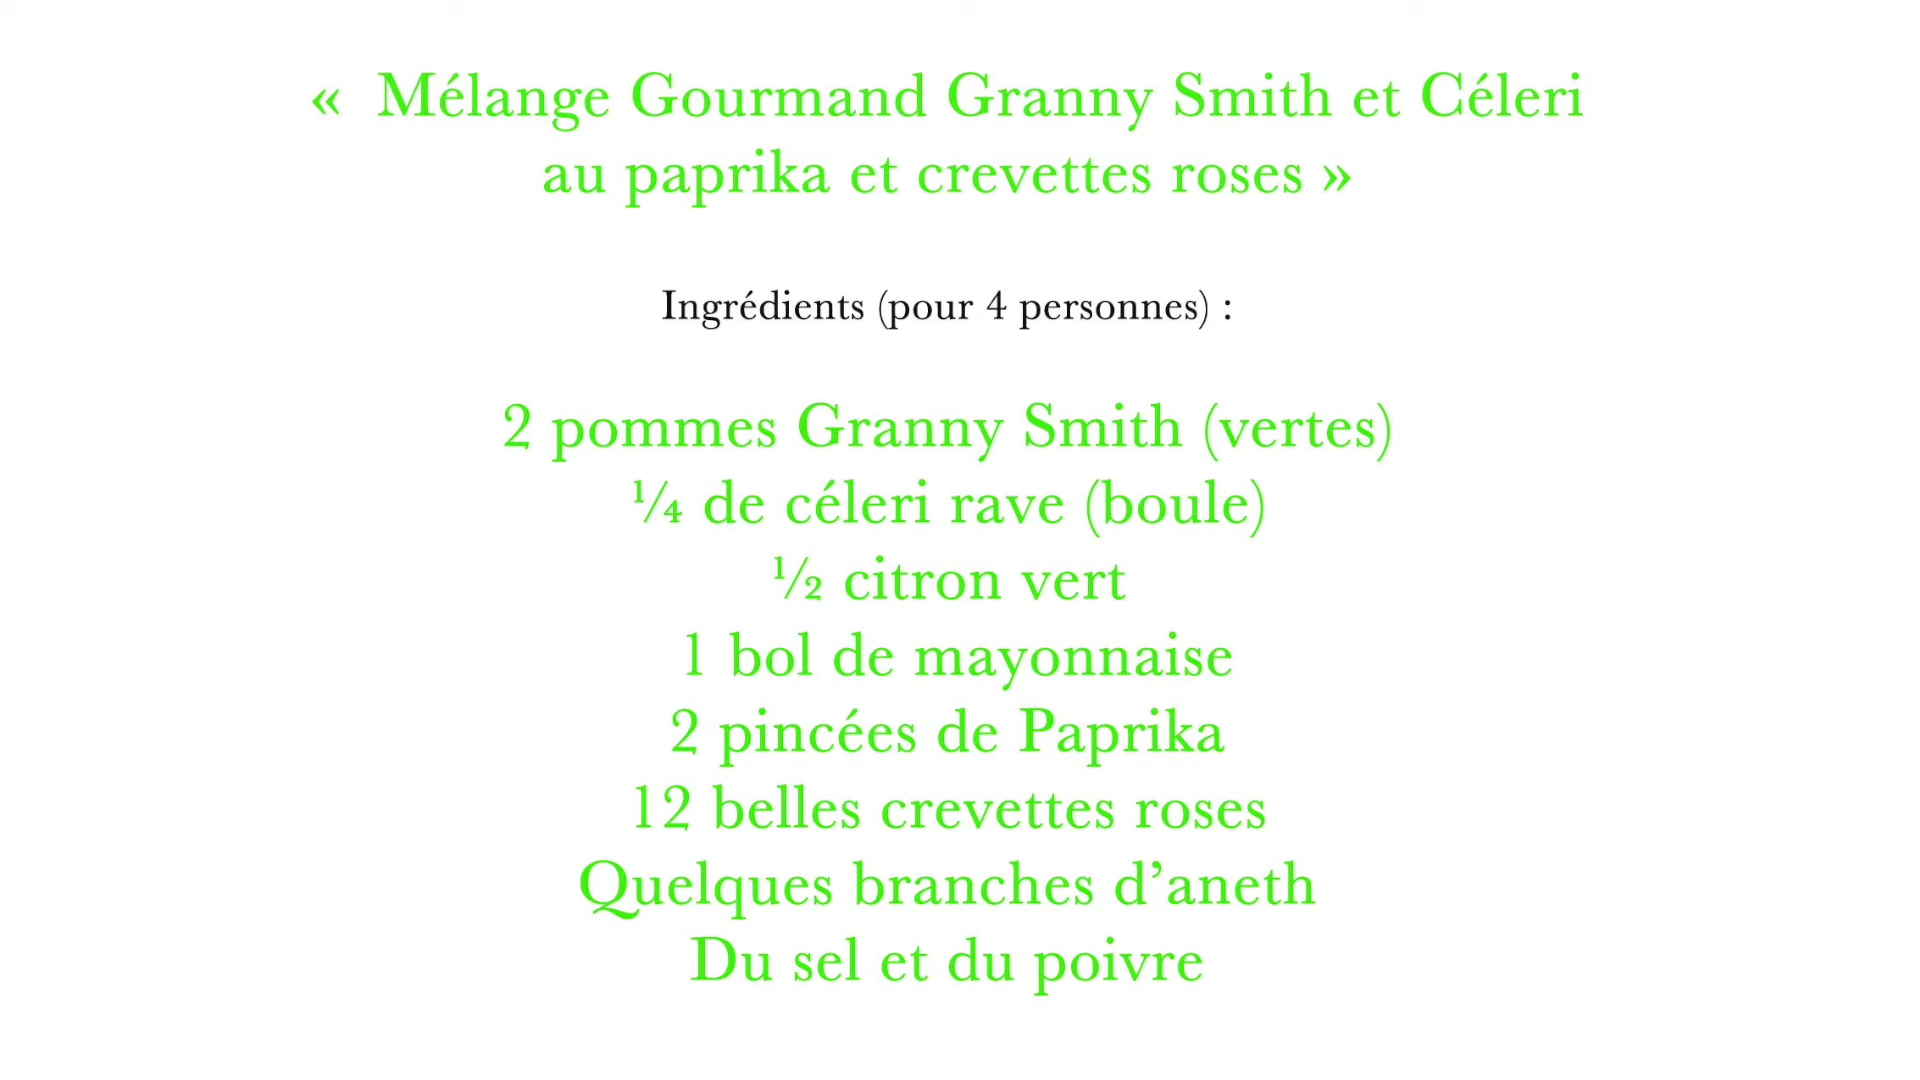 « Mélange Gourmand Granny Smith et Céleri
au paprika et crevettes roses »
Ingrédients (pour 4 personnes) :
2 pommes Granny Smith (vertes)
¼ de céleri rave (boule)
½ citron vert
1 bol de mayonnaise
2 pincées de Paprika
12 belles crevettes roses
Quelques branches d’aneth
Du sel et du poivre